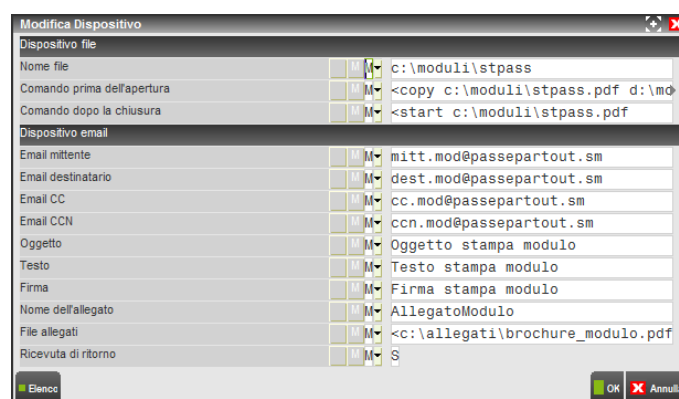 Modifica Dispositivo
Dispositivo file
Nome file M M c:\moduli\stpass
Comando prima dell'apertura M M <copy c:\moduli\stpass.pdf d:\mo
Comando dopo la chiusura M M <start c:\moduli\stpass.pdf
Dispositivo email
Email mittente M M mitt.mod@passepartout.sm
Email destinatario M M dest.mod@passepartout.sm
Email CC M M cc.mod@passepartout.sm
Email CCN M M ccn.mod@passepartout.sm
Oggetto M M Oggetto stampa modulo
Testo M M Testo stampa modulo
Firma M M Firma stampa modulo
Nome dell'allegato M M AllegatoModulo
File allegati M M <c:\allegati\brochure_modulo.pdf
Ricevuta di ritorno M M S
Elenco OK Annull